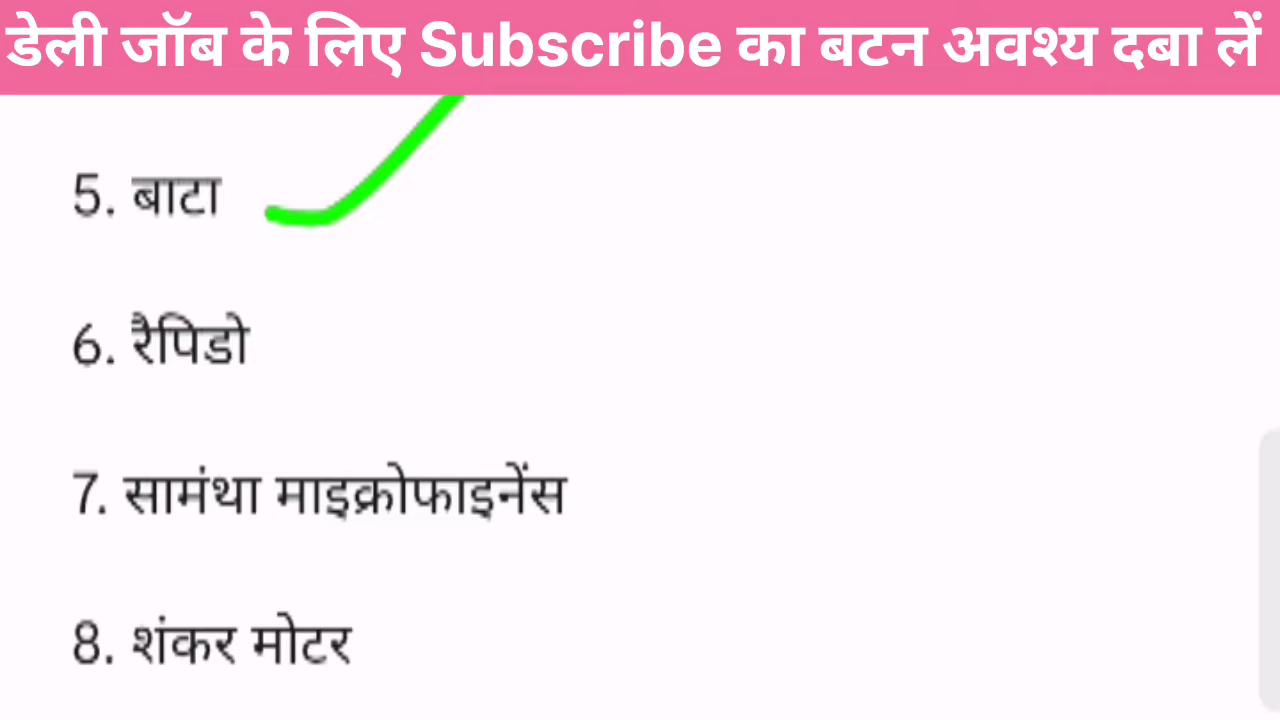 डेली जॉब के लिए Subscribe का बटन अवश्य दबा लें
5. बाटा
6. रैपिडो
7. सामंथा माइक्रोफाइनेंस
8. शंकर मोटर